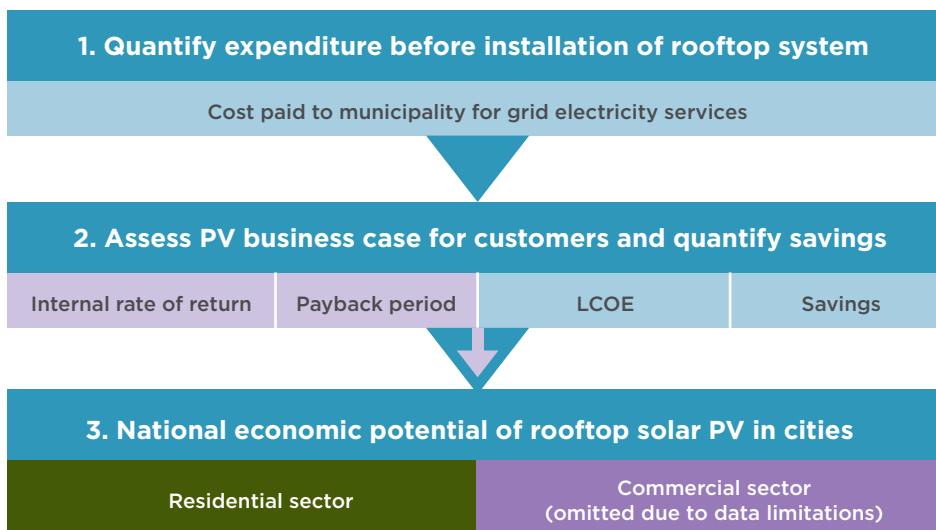 1. Quantify expenditure before installation of rooftop system
Cost paid to municipality for grid electricity services
2. Assess PV business case for customers and quantify savings
Internal rate of return
Payback period
LCOE
Savings
3. National economic potential of rooftop solar PV in cities
Residential sector
Commercial sector
(omitted due to data limitations)